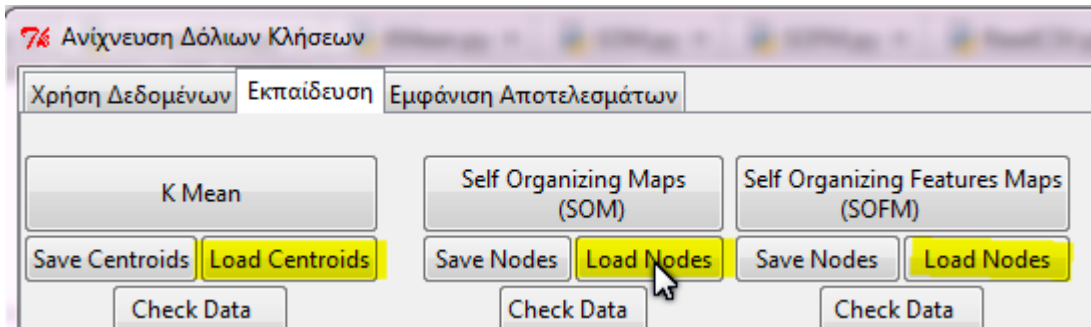 Ανίχνευση Δόλιων Κλήσεων
Χρήση Δεδομένων Εκπαίδευση Εμφάνιση Αποτελεσμάτων
K Mean
Self Organizing Maps
(SOM)
Self Organizing Features Maps
(SOFM)
Save Centroids Load Centroids Save Nodes Load Nodes Save Nodes Load Nodes
Check Data Check Data Check Data